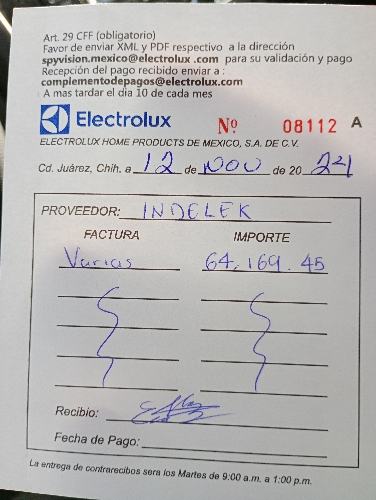 Art. 29 CFF (obligatorio)
Favor de enviar XML y PDF respectivo a la dirección
spyvision.mexico@electrolux .com para su validación y pago
Recepción del pago recibido enviar a :
complementodepagos@electrolux.com
A mas tardar el día 10 de cada mes
Electrolux Nº 08112 A
ELECTROLUX HOME PRODUCTS DE MEXICO, S.A. DE C.V.
Cd. Juárez, Chih. a 12 de NOV de 20 24
PROVEEDOR: INDELEK
FACTURA IMPORTE
Varias 64,169.45
Recibio:
Fecha de Pago:
La entrega de contrarecibos sera los Martes de 9:00 a.m. a 1:00 p.m.